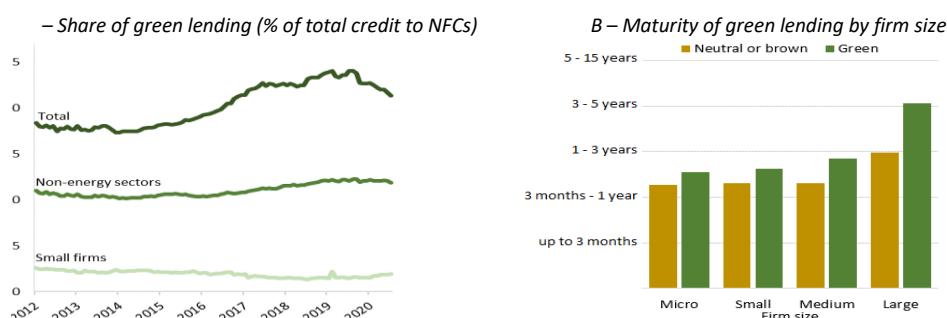 – Share of green lending (% of total credit to NFCs)
5
0
Total
5
Non-energy sectors
0
5
Small firms
0
2012 2013 2014 2015 2016 2017 2018 2019 2020
B – Maturity of green lending by firm size
Neutral or brown Green
5 - 15 years
3 - 5 years
1 - 3 years
3 months - 1 year
up to 3 months
Micro Small Medium Large
Firm size